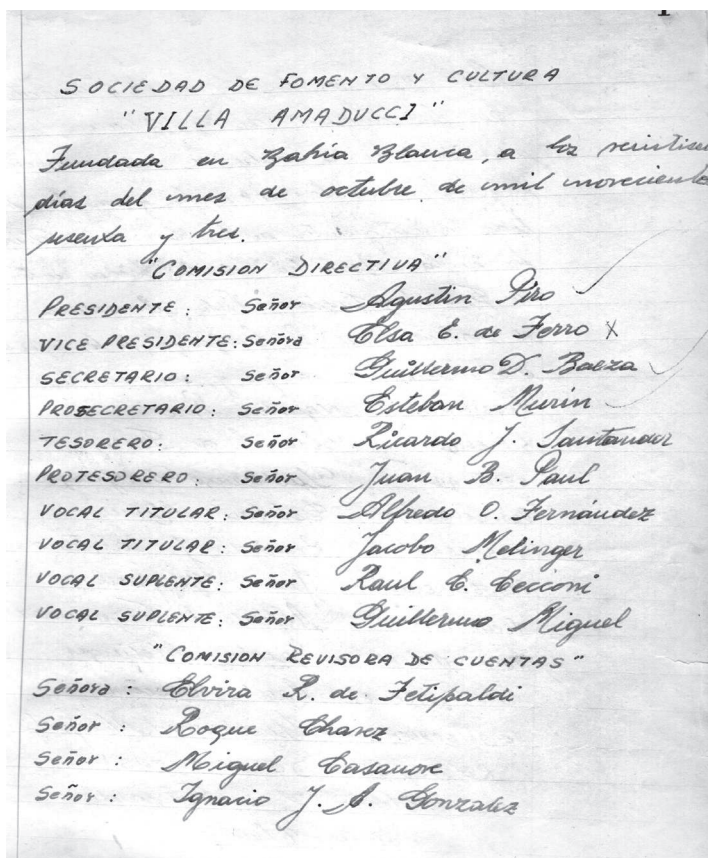 SOCIEDAD DE FOMENTO Y CULTURA
"VILLA AMADUCCI"
Fundada en Bahía Blanca, a los veintiseis
días del mes de octubre de mil novecientos
sesenta y tres.
"COMISION DIRECTIVA"
PRESIDENTE: Señor Agustin Piro
VICE PRESIDENTE: Señora Elsa E. de Ferro X
SECRETARIO: Señor Guillermo D. Baeza
PROSECRETARIO: Señor Esteban Murin
TESORERO: Señor Ricardo J. Santander
PROTESORERO: Señor Juan B. Paul
VOCAL TITULAR: Señor Alfredo O. Fernández
VOCAL TITULAR: Señor Jacobo Melinger
VOCAL SUPLENTE: Señor Raul E. Cecconi
VOCAL SUPLENTE: Señor Guillermo Miguel
"COMISION REVISORA DE CUENTAS"
Señora: Elvira R. de Fetipaldi
Señor: Roque Chavez
Señor: Miguel Casanove
Señor: Ignacio J. A. Gonzalez